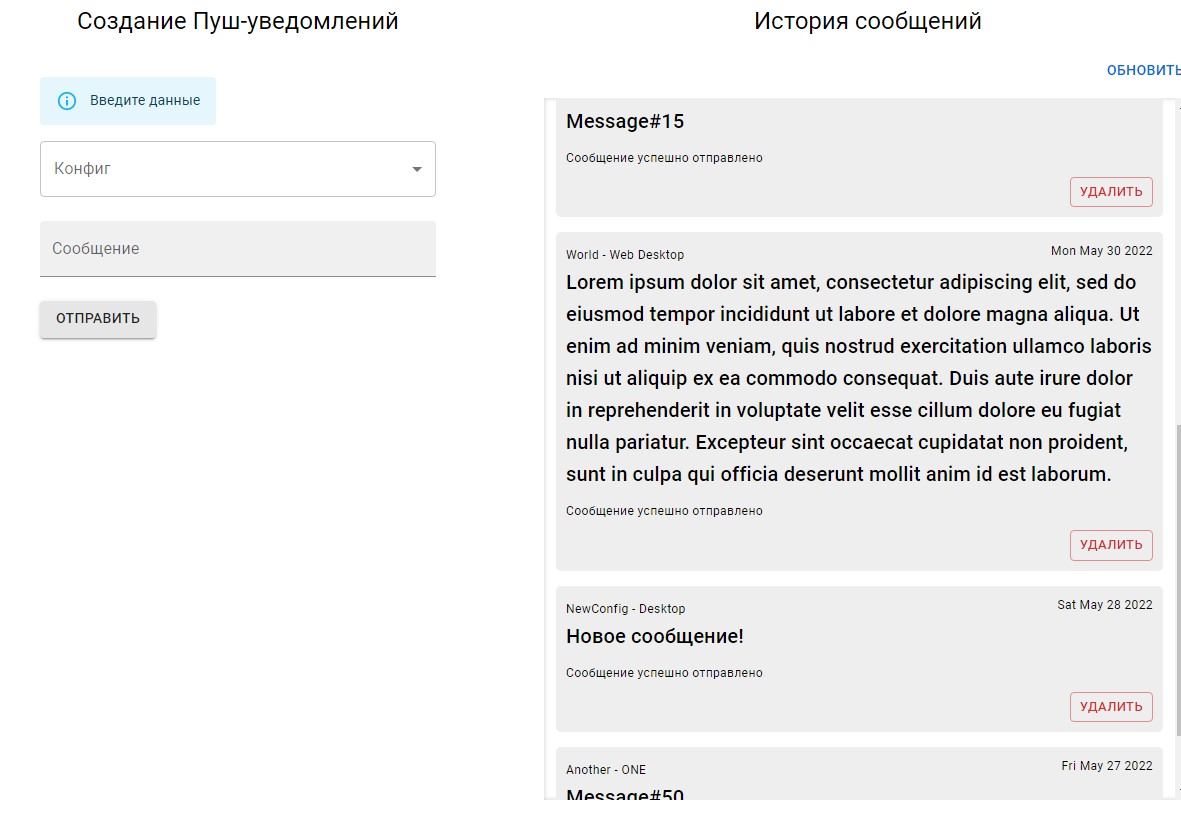 Создание Пуш-уведомлений
Введите данные
Конфиг
Сообщение
ОТПРАВИТЬ
История сообщений
ОБНОВИТЬ
Message#15
Сообщение успешно отправлено
УДАЛИТЬ
World - Web Desktop
Mon May 30 2022
Lorem ipsum dolor sit amet, consectetur adipiscing elit, sed do
eiusmod tempor incididunt ut labore et dolore magna aliqua. Ut
enim ad minim veniam, quis nostrud exercitation ullamco laboris
nisi ut aliquip ex ea commodo consequat. Duis aute irure dolor
in reprehenderit in voluptate velit esse cillum dolore eu fugiat
nulla pariatur. Excepteur sint occaecat cupidatat non proident,
sunt in culpa qui officia deserunt mollit anim id est laborum.
Сообщение успешно отправлено
УДАЛИТЬ
NewConfig - Desktop
Sat May 28 2022
Новое сообщение!
Сообщение успешно отправлено
УДАЛИТЬ
Another - ONE
Fri May 27 2022
Message#50